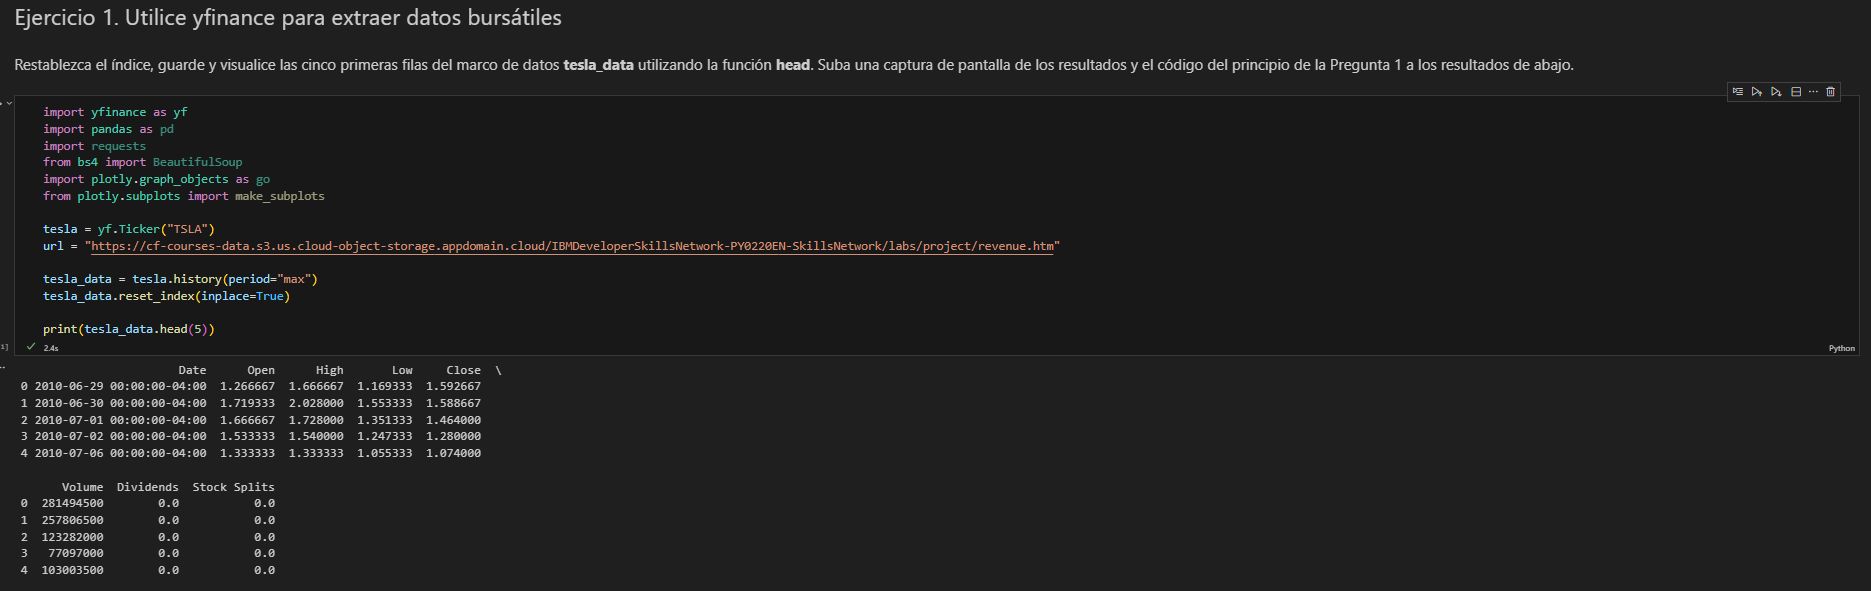 Ejercicio 1. Utilice yfinance para extraer datos bursátiles
Restablezca el índice, guarde y visualice las cinco primeras filas del marco de datos tesla_data utilizando la función head. Suba una captura de pantalla de los resultados y el código del principio de la Pregunta 1 a los resultados de abajo.
import yfinance as yf
import pandas as pd
import requests
from bs4 import BeautifulSoup
import plotly.graph_objects as go
from plotly.subplots import make_subplots
tesla = yf.Ticker("TSLA")
url = "https://cf-courses-data.s3.us.cloud-object-storage.appdomain.cloud/IBMDeveloperSkillsNetwork-PY0220EN-SkillsNetwork/labs/project/revenue.htm"
tesla_data = tesla.history(period="max")
tesla_data.reset_index(inplace=True)
print(tesla_data.head(5))
1]
2.4s
Python
Date Open High Low Close \
0 2010-06-29 00:00:00-04:00 1.266667 1.666667 1.169333 1.592667
1 2010-06-30 00:00:00-04:00 1.719333 2.028000 1.553333 1.588667
2 2010-07-01 00:00:00-04:00 1.666667 1.728000 1.351333 1.464000
3 2010-07-02 00:00:00-04:00 1.533333 1.540000 1.247333 1.280000
4 2010-07-06 00:00:00-04:00 1.333333 1.333333 1.055333 1.074000
Volume Dividends Stock Splits
0 281494500 0.0 0.0
1 257806500 0.0 0.0
2 123282000 0.0 0.0
3 77097000 0.0 0.0
4 103003500 0.0 0.0